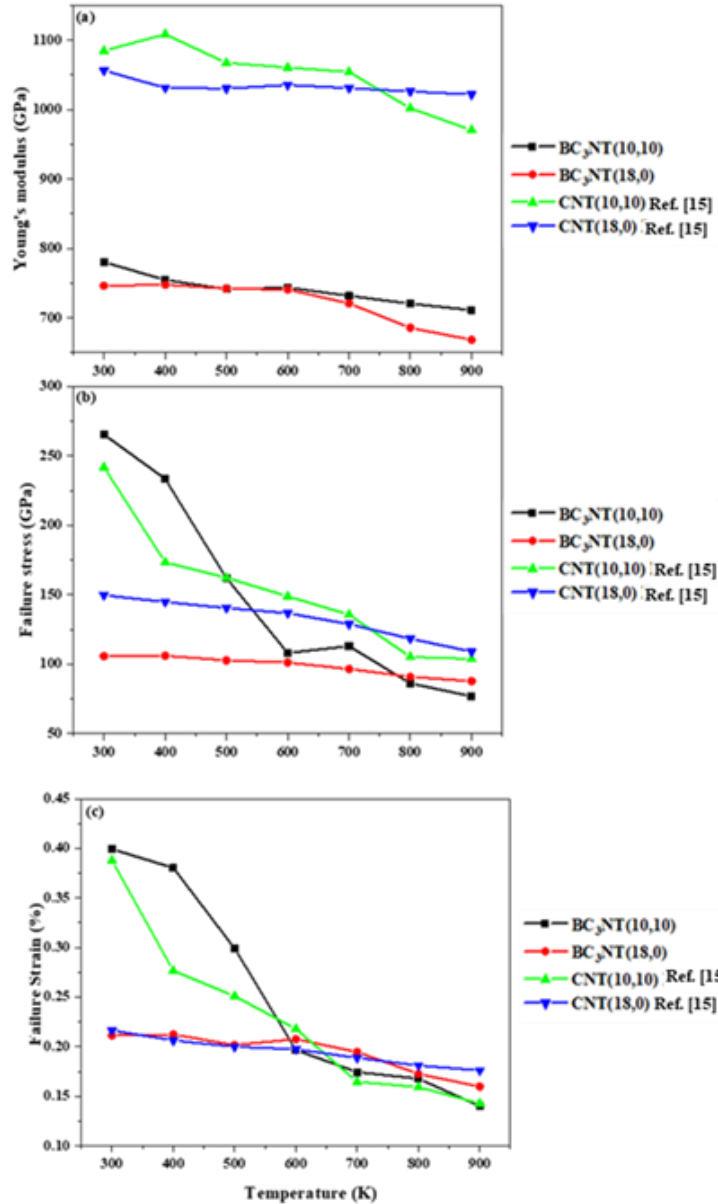 (a)
1100
1000
900
800
700
Young's modulus (GPa)
300 400 500 600 700 800 900
BC3NT(10,10)
BC3NT(18,0)
CNT(10,10) Ref. [15]
CNT(18,0) Ref. [15]
(b)
300
250
200
150
100
50
Failure stress (GPa)
300 400 500 600 700 800 900
BC3NT(10,10)
BC3NT(18,0)
CNT(10,10) Ref. [15]
CNT(18,0) Ref. [15]
(c)
0.45
0.40
0.35
0.30
0.25
0.20
0.15
0.10
Failure Strain (%)
300 400 500 600 700 800 900
Temperature (K)
BC3NT(10,10)
BC3NT(18,0)
CNT(10,10) Ref. [15
CNT(18,0) Ref. [15]